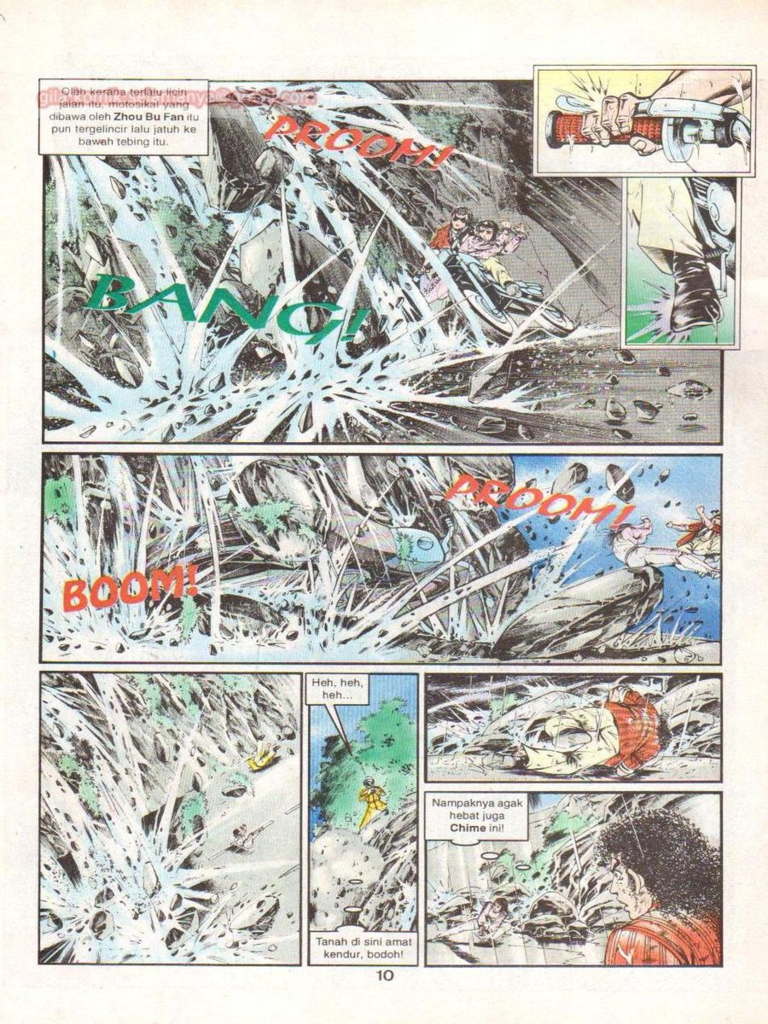 Oleh kerana terlalu licin
jalan itu, motosikal yang
dibawa oleh Zhou Bu Fan itu
pun tergelincir lalu jatuh ke
bawah tebing itu.
PROOM!
BANG!
PROOM!
BOOM!
Heh, heh,
heh...
Tanah di sini amat
kendur, bodoh!
Nampaknya agak
hebat juga
Chime ini!
10